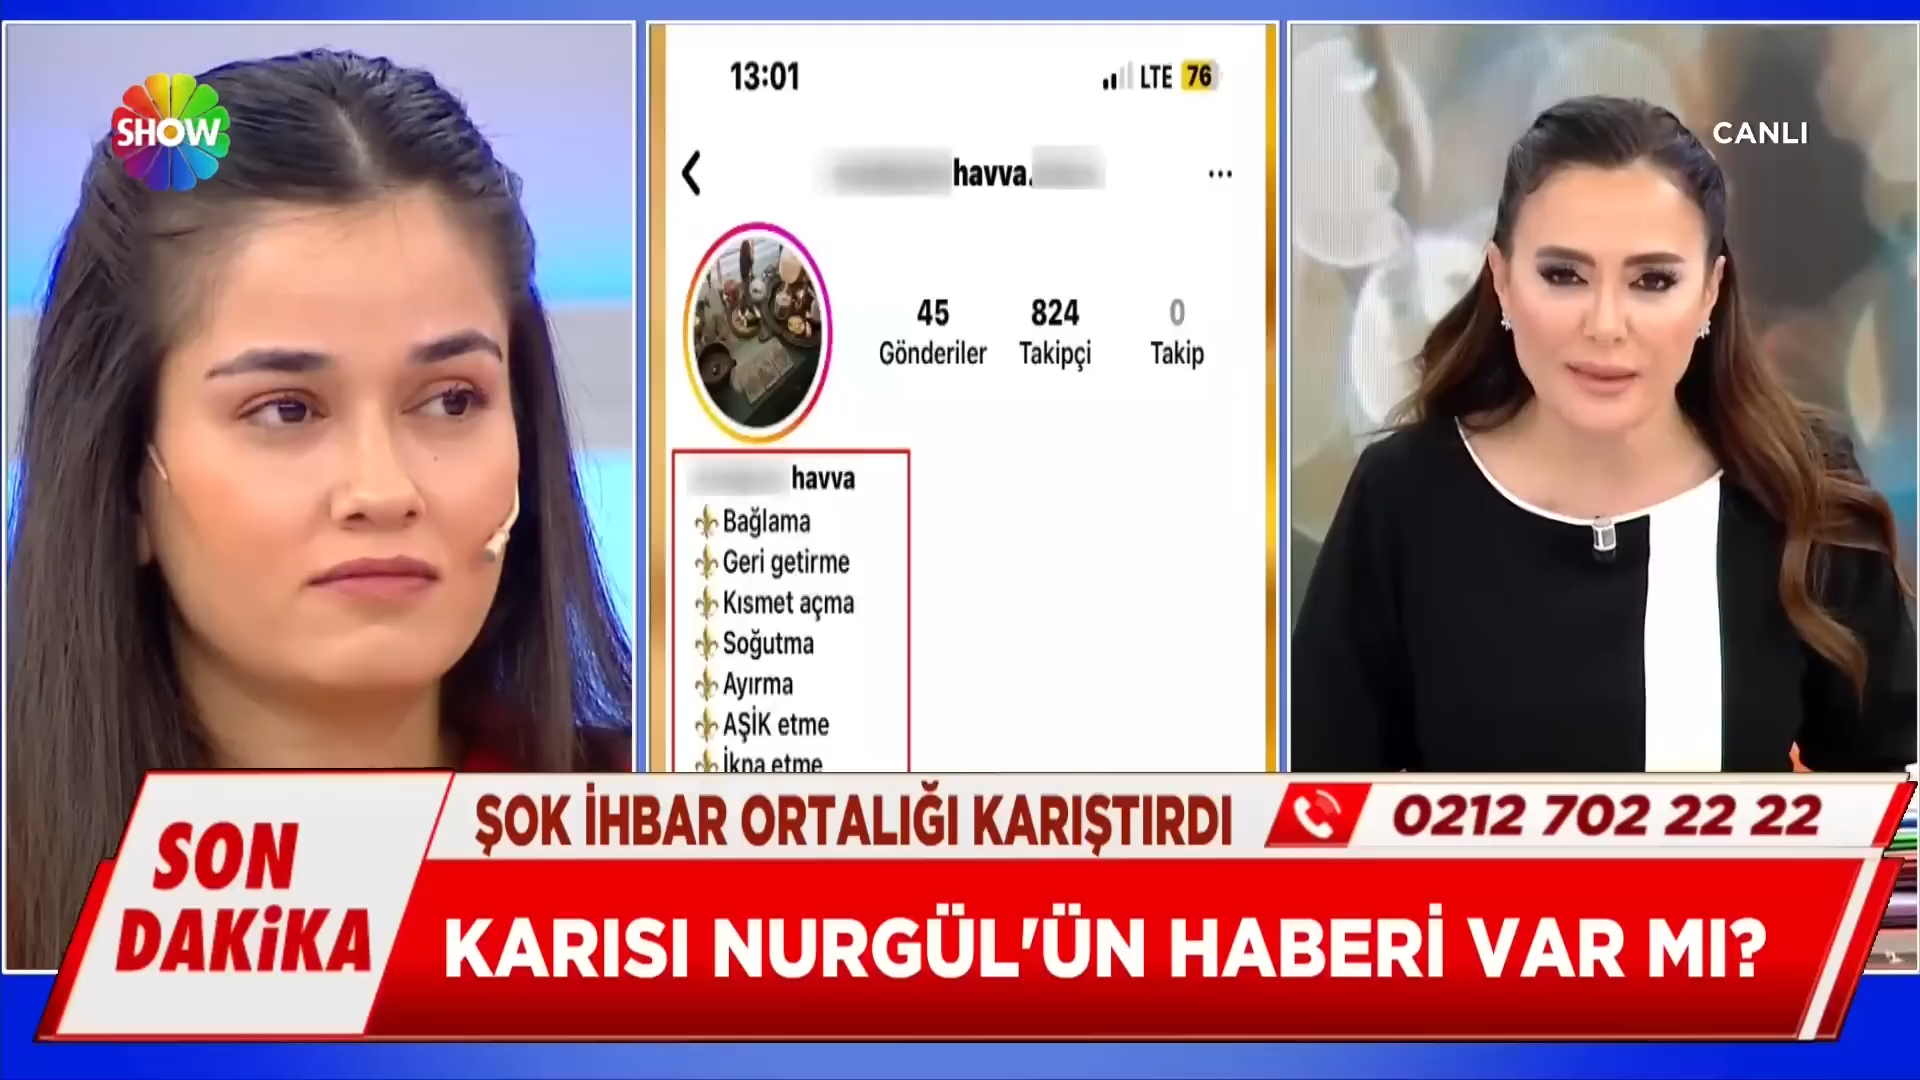 SHOW
13:01
LTE 76
havva.
45
Gönderiler
824
Takipçi
0
Takip
havva
Bağlama
Geri getirme
Kısmet açma
Soğutma
Ayırma
AŞİK etme
İkna etme
CANLI
SON
DAKiKA
ŞOK İHBAR ORTALIĞI KARIŞTIRDI
0212 702 22 22
KARISI NURGÜL'ÜN HABERİ VAR MI?